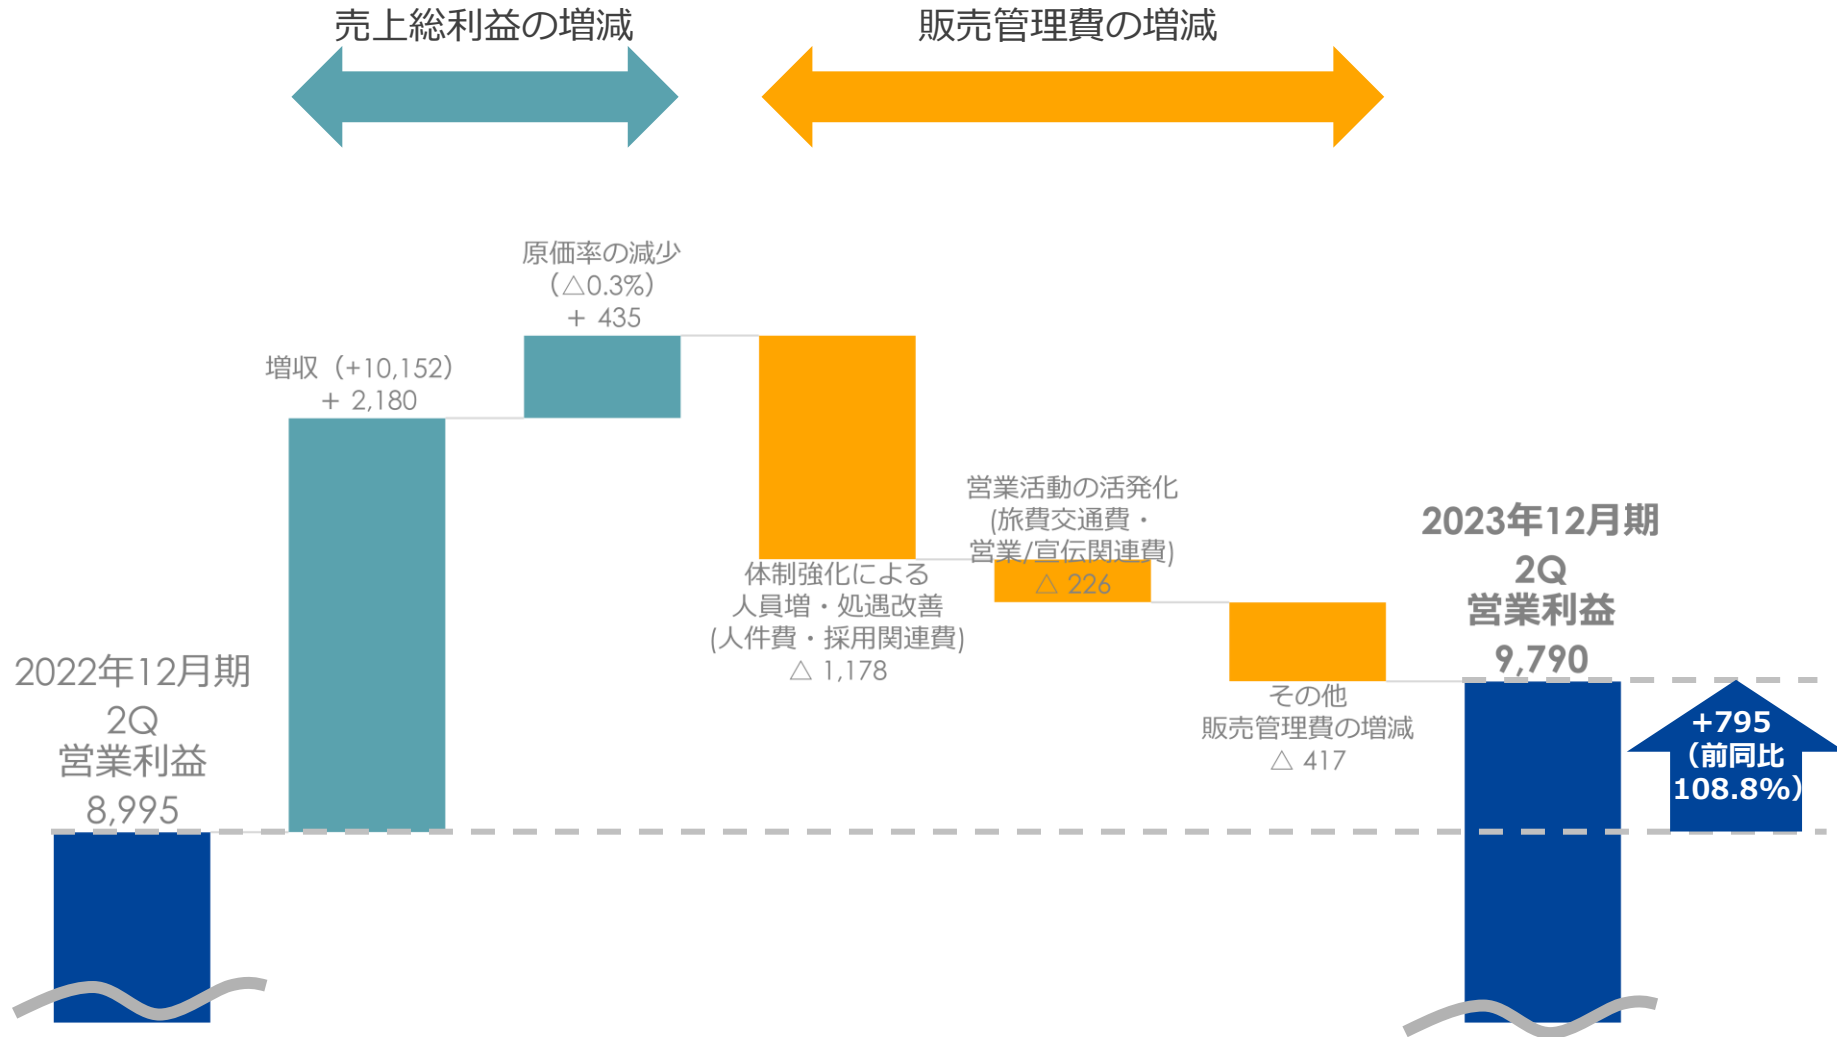 売上総利益の増減
販売管理費の増減
原価率の減少
（△0.3%）
+ 435
増収（+10,152）
+ 2,180
営業活動の活発化
(旅費交通費・
営業/宣伝関連費)
△ 226
体制強化による
人員増・処遇改善
(人件費・採用関連費)
△ 1,178
2023年12月期
2Q
営業利益
9,790
2022年12月期
2Q
営業利益
8,995
その他
販売管理費の増減
△ 417
+795
（前同比
108.8%）